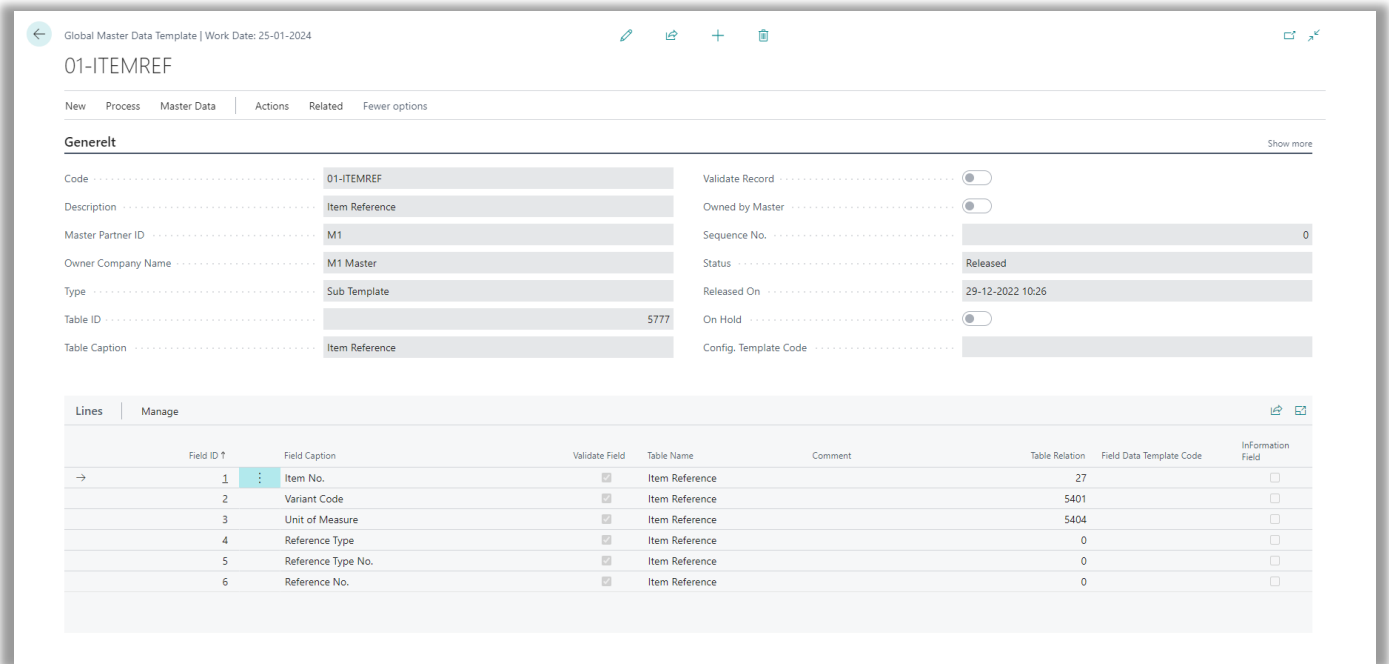 Global Master Data Template | Work Date: 25-01-2024
01-ITEMREF
New Process Master Data Actions Related Fewer options
Generelt Show more
Code 01-ITEMREF Validate Record
Description Item Reference Owned by Master
Master Partner ID M1 Sequence No. 0
Owner Company Name M1 Master Status Released
Type Sub Template Released On 29-12-2022 10:26
Table ID 5777 On Hold
Table Caption Item Reference Config. Template Code
Lines Manage
InFormation
Field ID ↑ Field Caption Validate Field Table Name Comment Table Relation Field Data Template Code Field
1 Item No. Item Reference 27
2 Variant Code Item Reference 5401
3 Unit of Measure Item Reference 5404
4 Reference Type Item Reference 0
5 Reference Type No. Item Reference 0
6 Reference No. Item Reference 0